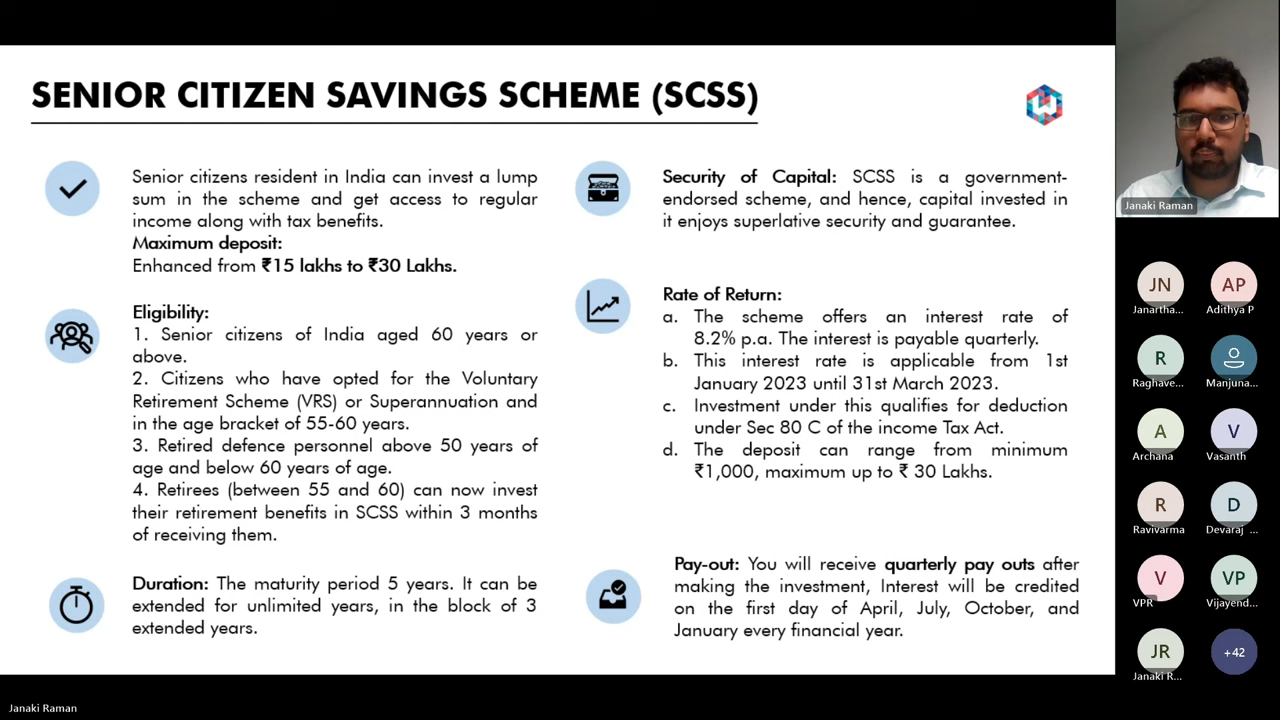 SENIOR CITIZEN SAVINGS SCHEME (SCSS)
Senior citizens resident in India can invest a lump
sum in the scheme and get access to regular
income along with tax benefits.
Maximum deposit:
Enhanced from ₹15 lakhs to ₹30 Lakhs.
Eligibility:
1. Senior citizens of India aged 60 years or
above.
2. Citizens who have opted for the Voluntary
Retirement Scheme (VRS) or Superannuation and
in the age bracket of 55-60 years.
3. Retired defence personnel above 50 years of
age and below 60 years of age.
4. Retirees (between 55 and 60) can now invest
their retirement benefits in SCSS within 3 months
of receiving them.
Duration: The maturity period 5 years. It can be
extended for unlimited years, in the block of 3
extended years.
Security of Capital: SCSS is a government-
endorsed scheme, and hence, capital invested in
it enjoys superlative security and guarantee.
Rate of Return:
a. The scheme offers an interest rate of
8.2% p.a. The interest is payable quarterly.
b. This interest rate is applicable from 1st
January 2023 until 31st March 2023.
c. Investment under this qualifies for deduction
under Sec 80 C of the income Tax Act.
d. The deposit can range from minimum
₹1,000, maximum up to ₹ 30 Lakhs.
Pay-out: You will receive quarterly pay outs after
making the investment, Interest will be credited
on the first day of April, July, October, and
January every financial year.
Janaki Raman
JN AP
Janartha... Adithya P
R
Raghave... Manjuna...
A V
Archana Vasanth
R D
Ravivarma Devaraj ...
V VP
VPR Vijayend...
JR +42
Janaki R...
Janaki Raman